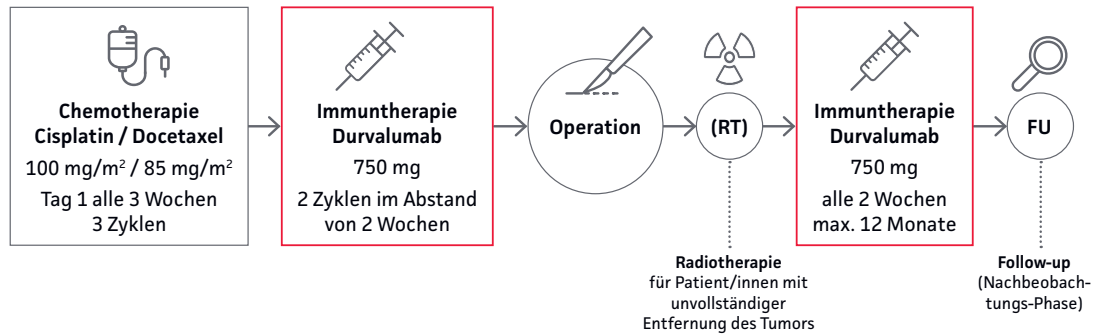 Chemotherapie
Cisplatin / Docetaxel
100 mg/m² / 85 mg/m²
Tag 1 alle 3 Wochen
3 Zyklen
Immuntherapie
Durvalumab
750 mg
2 Zyklen im Abstand
von 2 Wochen
Operation
(RT)
Radiotherapie
für Patient/innen mit
unvollständiger
Entfernung des Tumors
Immuntherapie
Durvalumab
750 mg
alle 2 Wochen
max. 12 Monate
FU
Follow-up
(Nachbeobach-
tungs-Phase)